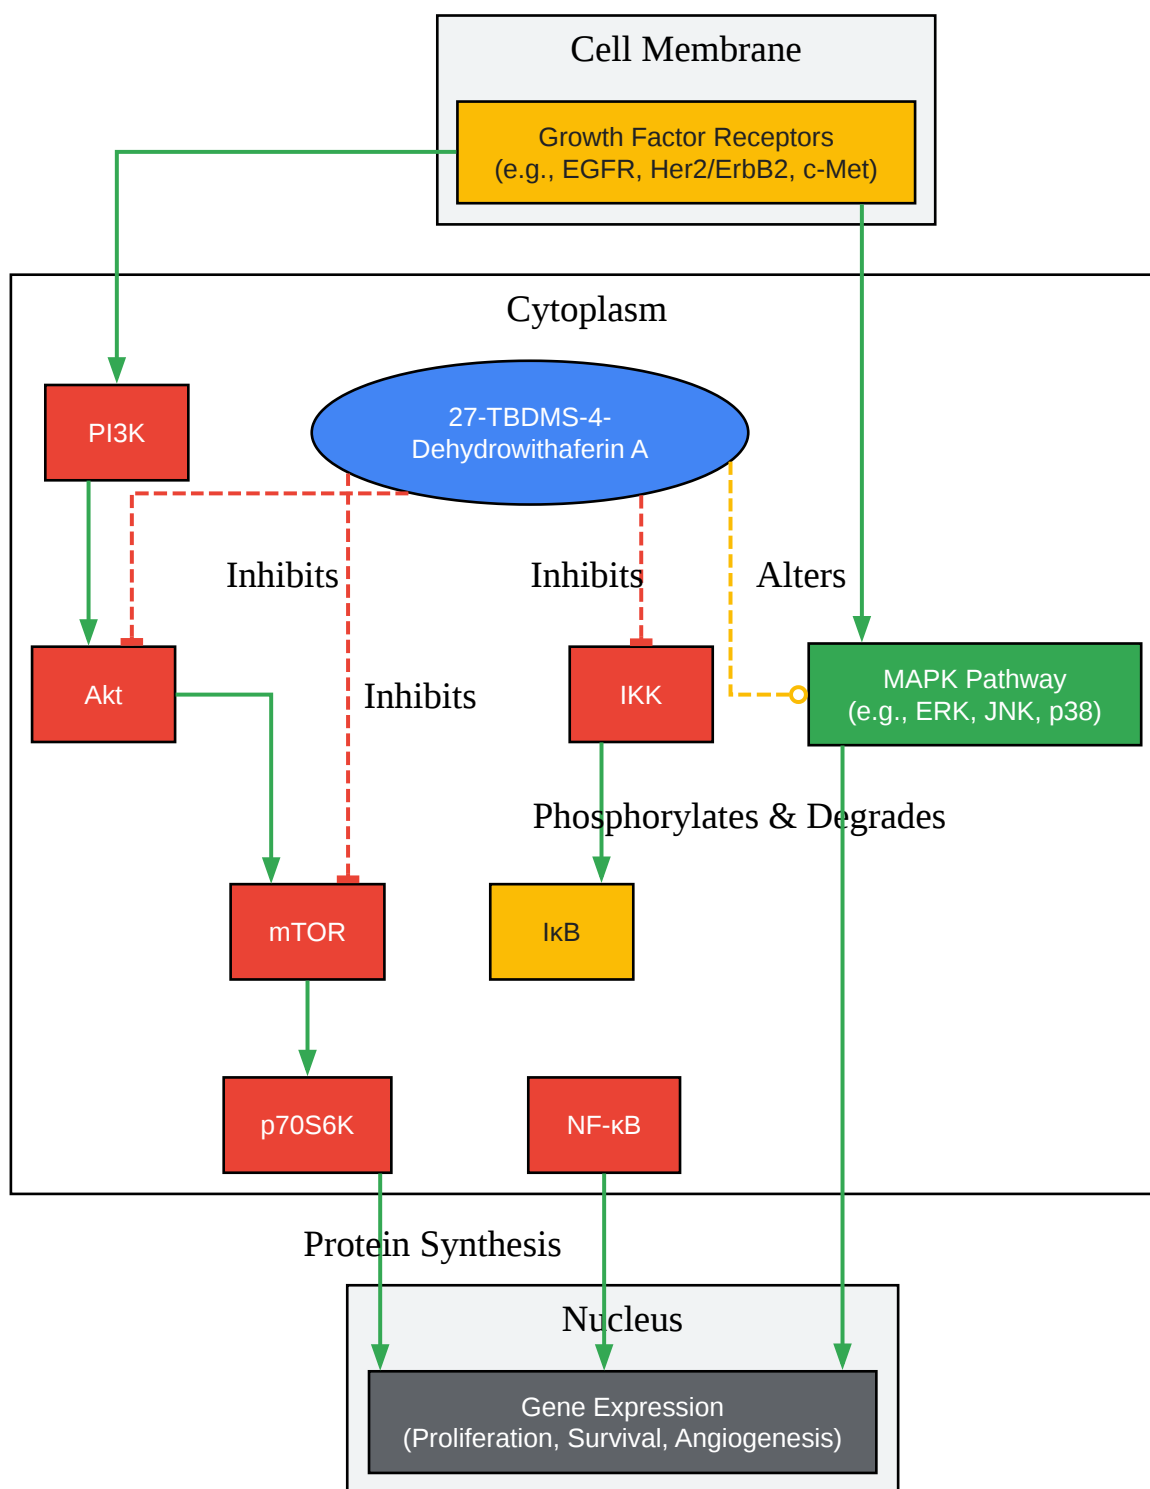 Cell Membrane
Growth Factor Receptors
(e.g., EGFR, Her2/ErbB2, c-Met)
Cytoplasm
PI3K
27-TBDMS-4-
Dehydrowithaferin A
Inhibits
Inhibits
Alters
Akt
Inhibits
IKK
MAPK Pathway
(e.g., ERK, JNK, p38)
Phosphorylates & Degrades
mTOR
IκB
p70S6K
NF-κB
Protein Synthesis
Nucleus
Gene Expression
(Proliferation, Survival, Angiogenesis)